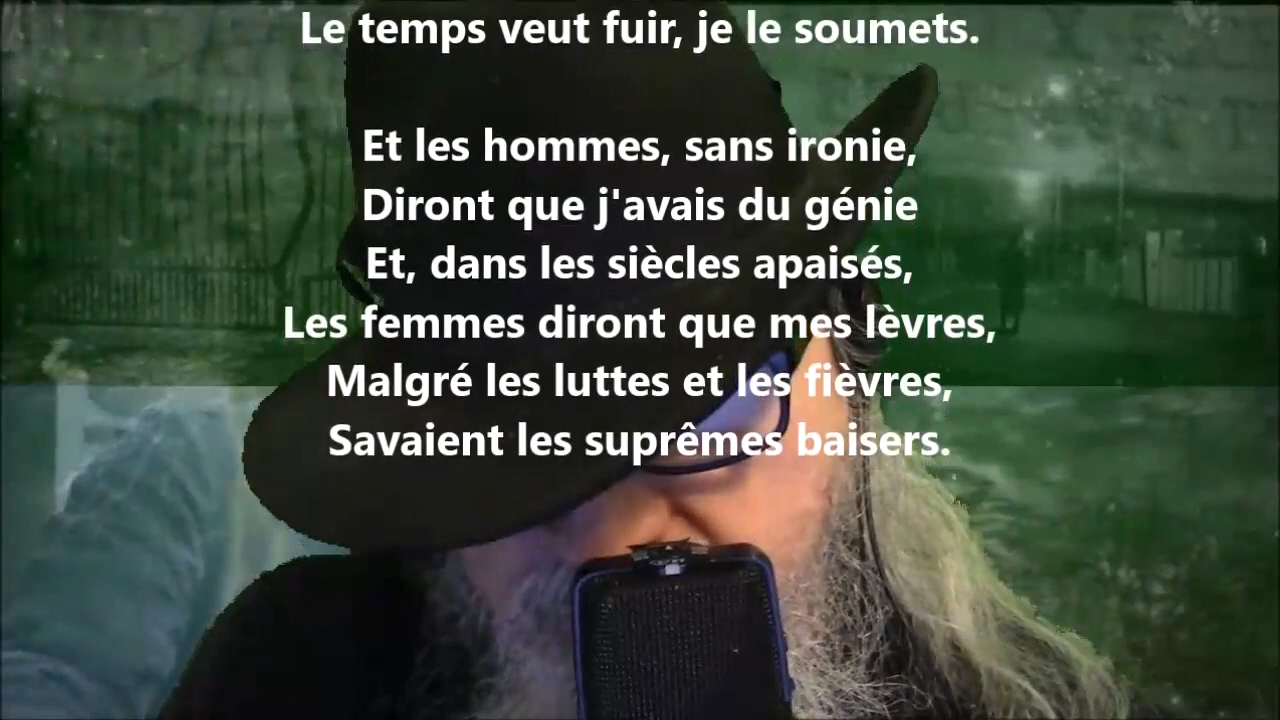 Le temps veut fuir, je le soumets.
Et les hommes, sans ironie,
Diront que j'avais du génie
Et, dans les siècles apaisés,
Les femmes diront que mes lèvres,
Malgré les luttes et les fièvres,
Savaient les suprêmes baisers.